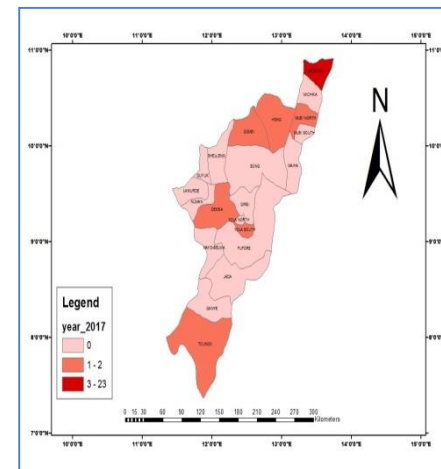 10°0'0"E 11°0'0"E 12°0'0"E 13°0'0"E 14°0'0"E 15°0'0"E
11°0'0"N 11°0'0"N
MICHIKA
HONG MUBI NORTH
GOMBI
MUBI SOUTH
10°0'0"N 10°0'0"N
SHELLENG SONG MAIHA
GUYUK
LAMURDE GIREI
NUMAN DEMSA
YOLA NORTH
YOLA SOUTH
9°0'0"N 9°0'0"N
MAYO-BELWA FUFORE
JADA
Legend
year_2017
GANYE
0
8°0'0"N 8°0'0"N
1 - 2
TOUNGO
3 - 23
N
0 15 30 60 90 120 150 180 210 240 270 300
Kilometers
7°0'0"N 7°0'0"N
10°0'0"E 11°0'0"E 12°0'0"E 13°0'0"E 14°0'0"E 15°0'0"E